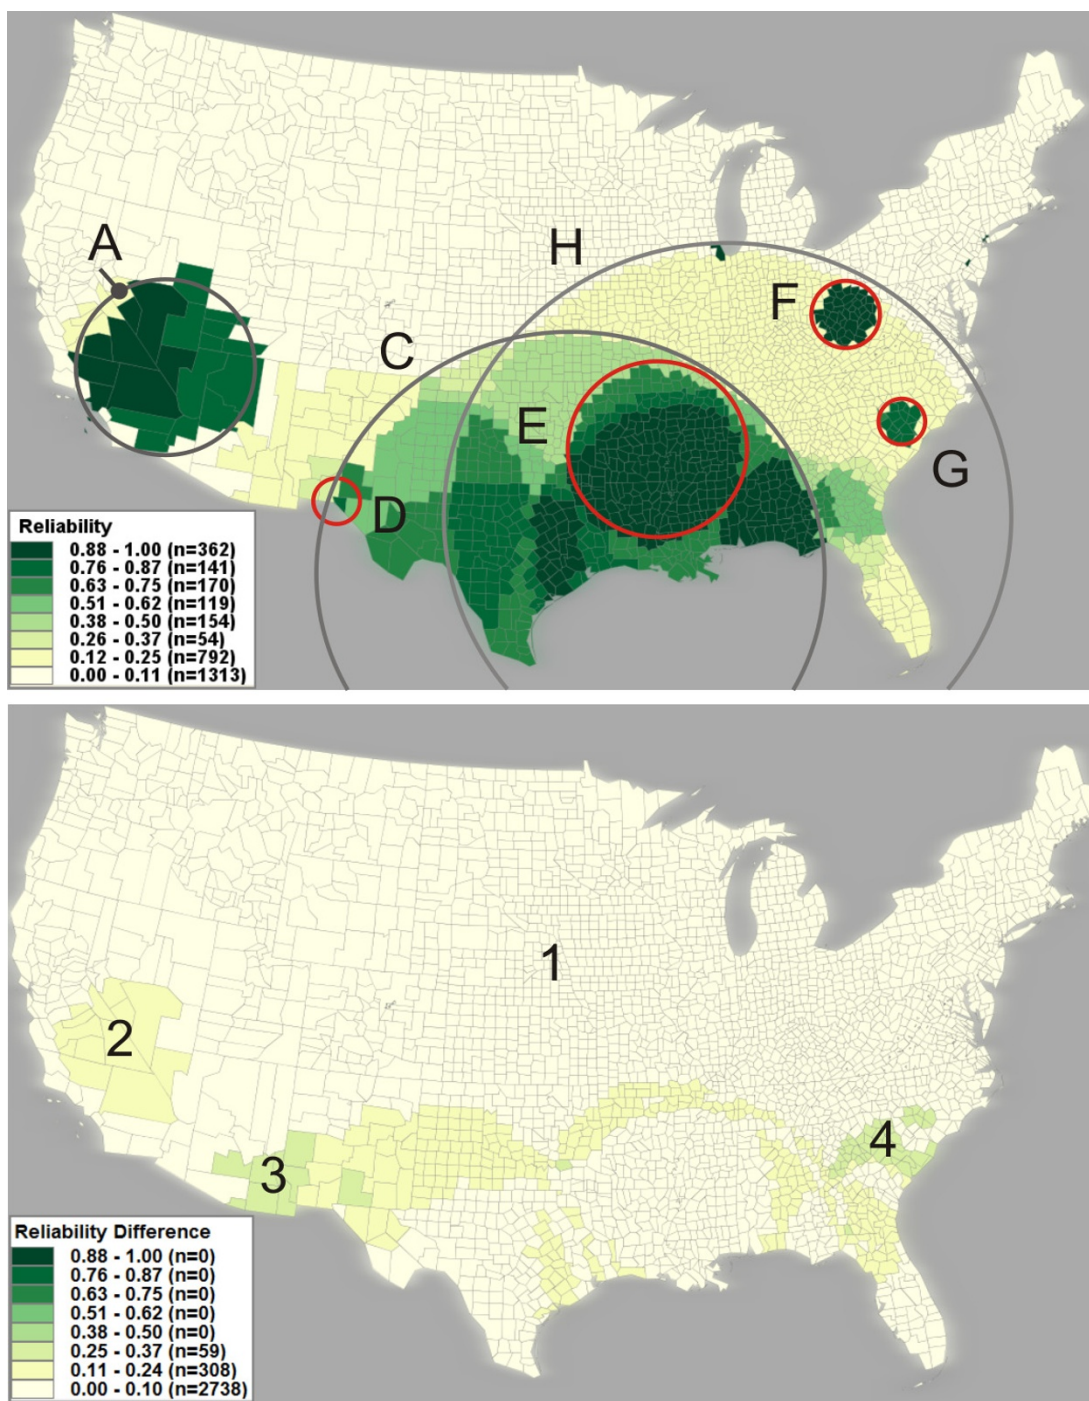 H
A
F
C
E
G
D
Reliability
0.88 - 1.00 (n=362)
0.76 - 0.87 (n=141)
0.63 - 0.75 (n=170)
0.51 - 0.62 (n=119)
0.38 - 0.50 (n=154)
0.26 - 0.37 (n=54)
0.12 - 0.25 (n=792)
0.00 - 0.11 (n=1313)
1
2
4
3
Reliability Difference
0.88 - 1.00 (n=0)
0.76 - 0.87 (n=0)
0.63 - 0.75 (n=0)
0.51 - 0.62 (n=0)
0.38 - 0.50 (n=0)
0.25 - 0.37 (n=59)
0.11 - 0.24 (n=308)
0.00 - 0.10 (n=2738)